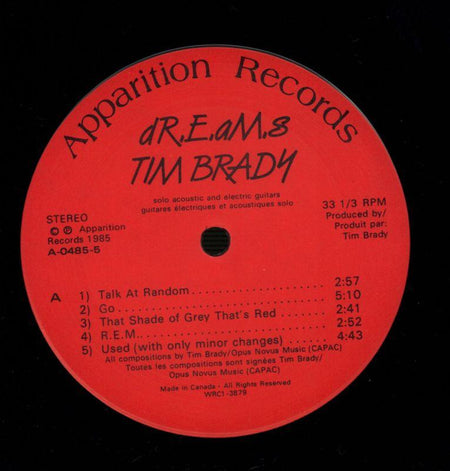 Apparition Records
dR.E.aM.s
TIM BRADY
solo acoustic and electric guitars
guitares électriques et acoustiques solo
STEREO
© ℗ Apparition
Records 1985
A-0485-5
33 1/3 RPM
Produced by/
Produit par:
Tim Brady
A
1) Talk At Random.................... 2:57
2) Go................................ 5:10
3) That Shade of Grey That's Red ....... 2:41
4) R.E.M............................. 2:52
5) Used (with only minor changes) ...... 4:43
All compositions by Tim Brady/Opus Novus Music (CAPAC)
Toutes les compositions sont signées Tim Brady/
Opus Novus Music (CAPAC)
Made in Canada - All Rights Reserved
WRC1-3879